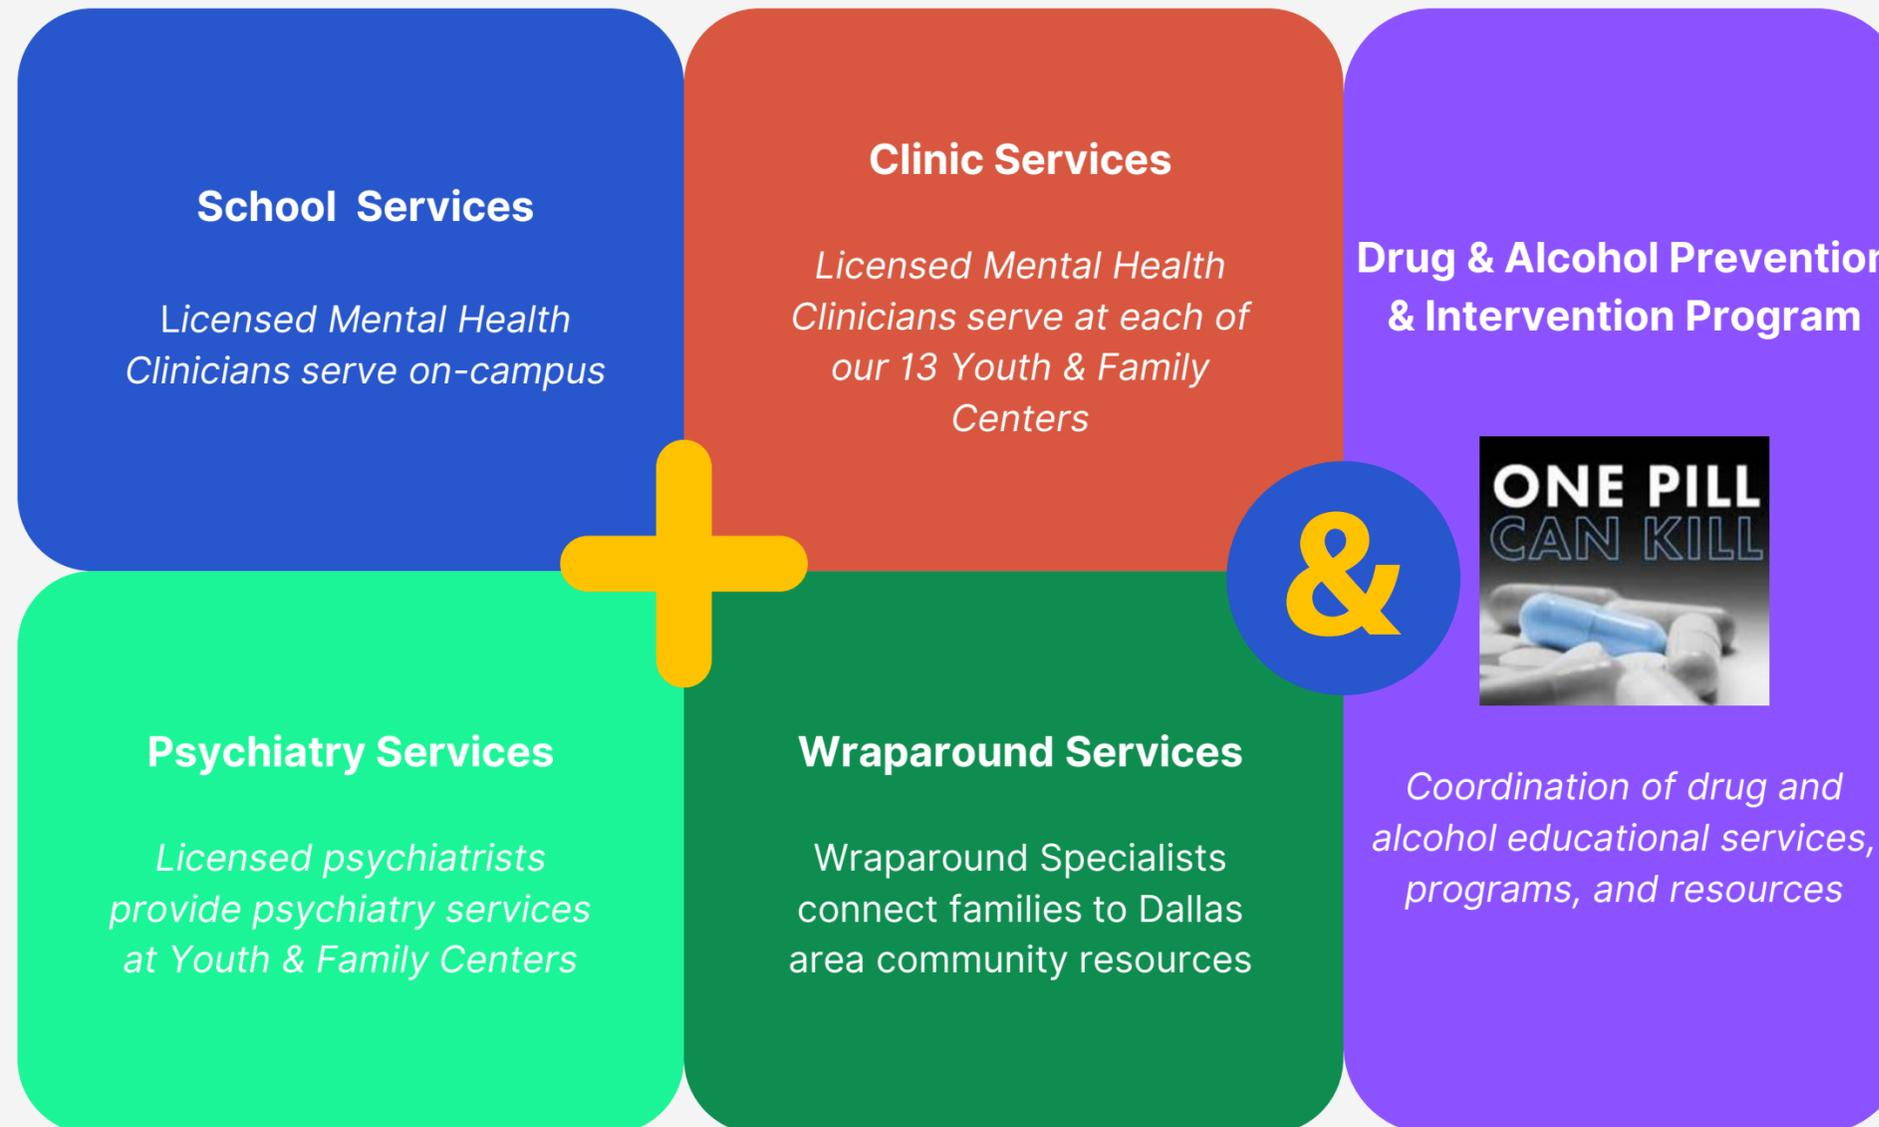 School  Services
Licensed Mental Health
Clinicians serve on-campus
Clinic Services
Licensed Mental Health
Clinicians serve at each of
our 13 Youth & Family
Centers
Psychiatry Services
Licensed psychiatrists
provide psychiatry services
at Youth & Family Centers
Wraparound Services
Wraparound Specialists
connect families to Dallas
area community resources
&
Drug & Alcohol Prevention
& Intervention Program
ONE PILL
CAN KILL
Coordination of drug and
alcohol educational services,
programs, and resources